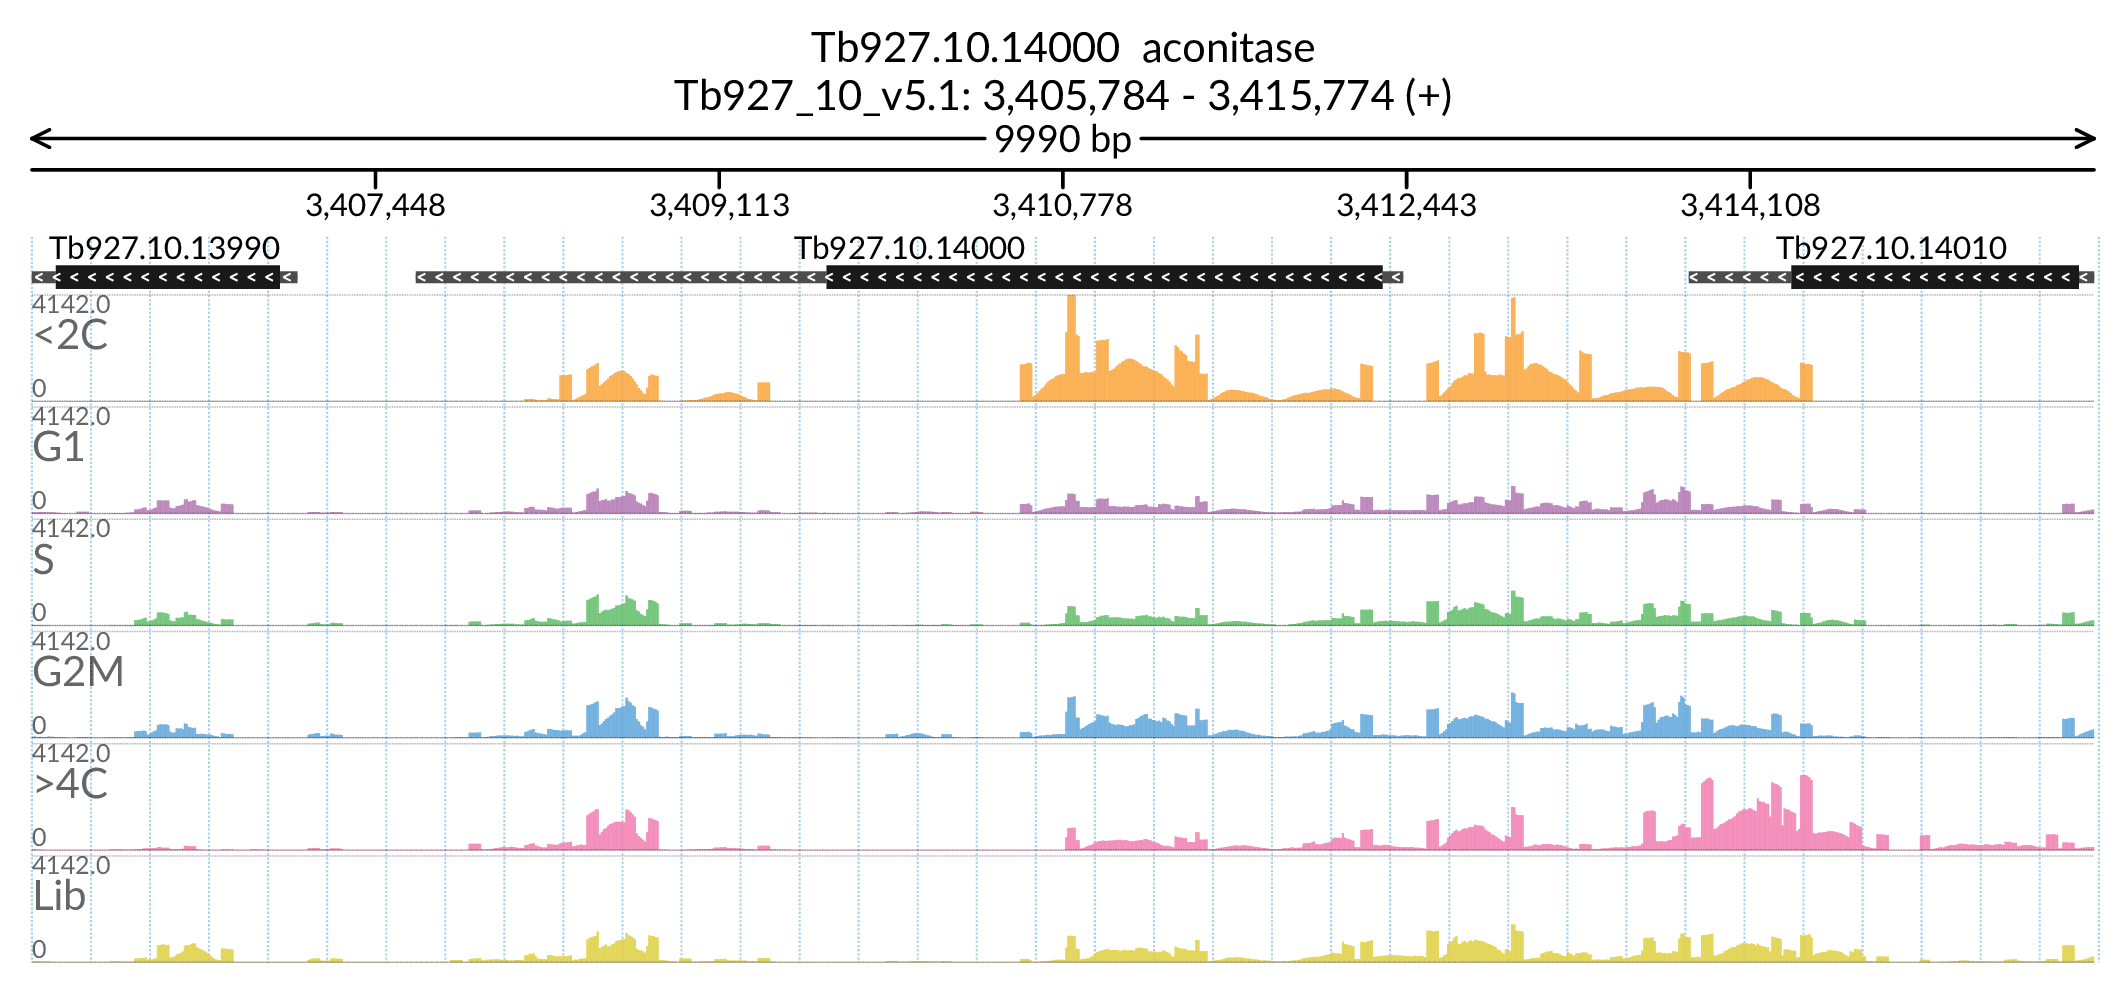 Tb927.10.14000 aconitase
Tb927_10_v5.1: 3,405,784 - 3,415,774 (+)
9990 bp
3,407,448 3,409,113 3,410,778 3,412,443 3,414,108
Tb927.10.13990 Tb927.10.14000 Tb927.10.14010
4142.0
<2C
0
4142.0
G1
0
4142.0
S
0
4142.0
G2M
0
4142.0
>4C
0
4142.0
Lib
0